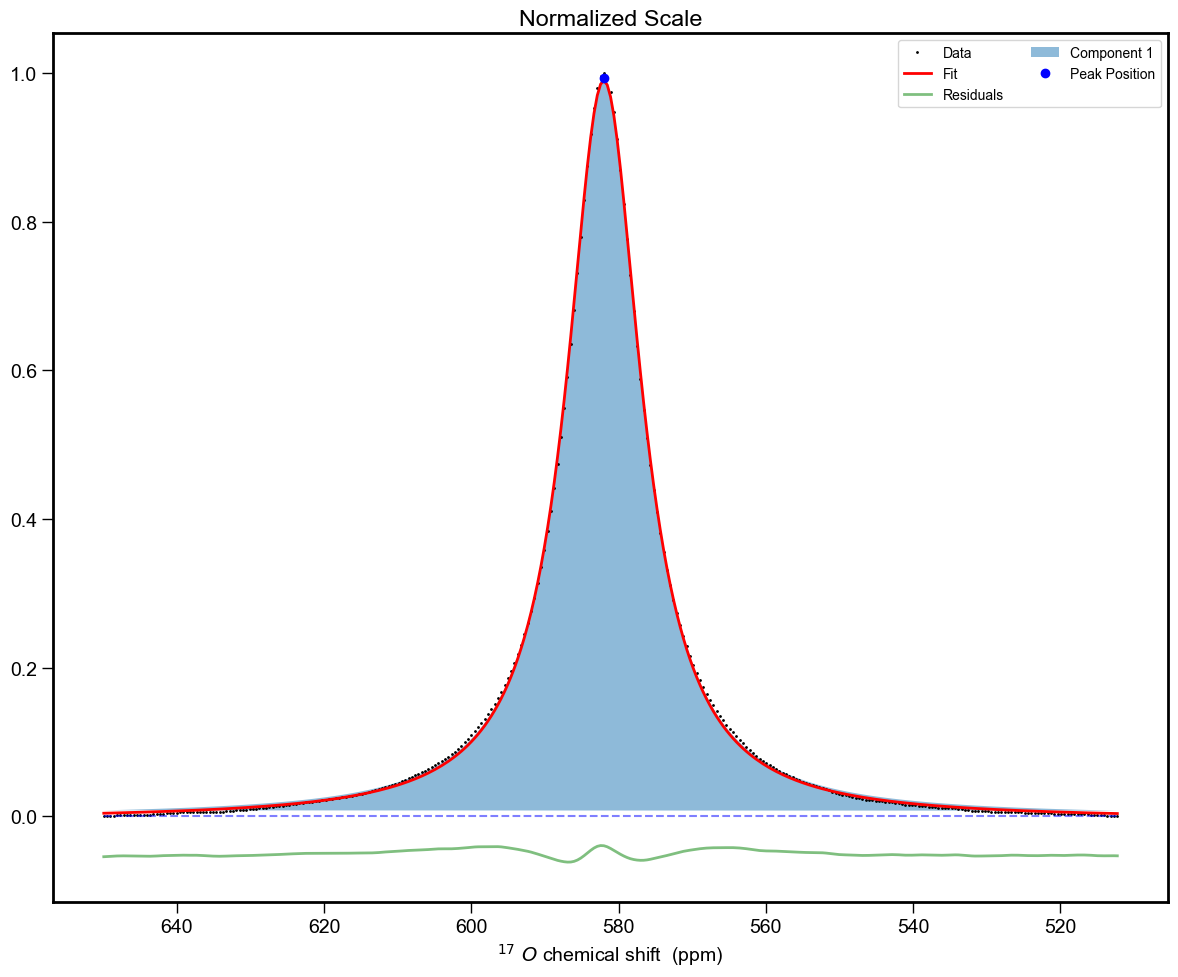 Normalized Scale
Data
Fit
Residuals
Component 1
Peak Position
1.0
0.8
0.6
0.4
0.2
0.0
640 620 600 580 560 540 520
¹⁷ O chemical shift (ppm)